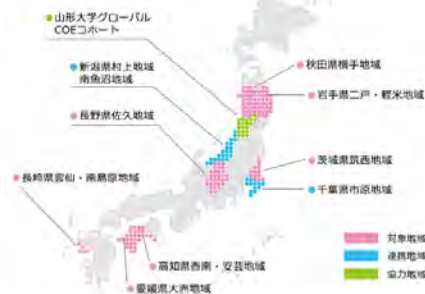 山形大学グローバル
COEコホート
新潟県村上地域
南魚沼地域
長野県佐久地域
長崎県雲仙・南島原地域
秋田県横手地域
岩手県二戸・軽米地域
茨城県筑西地域
千葉県市原地域
高知県香南・安芸地域
愛媛県大洲地域
対象地域
連携地域
協力地域